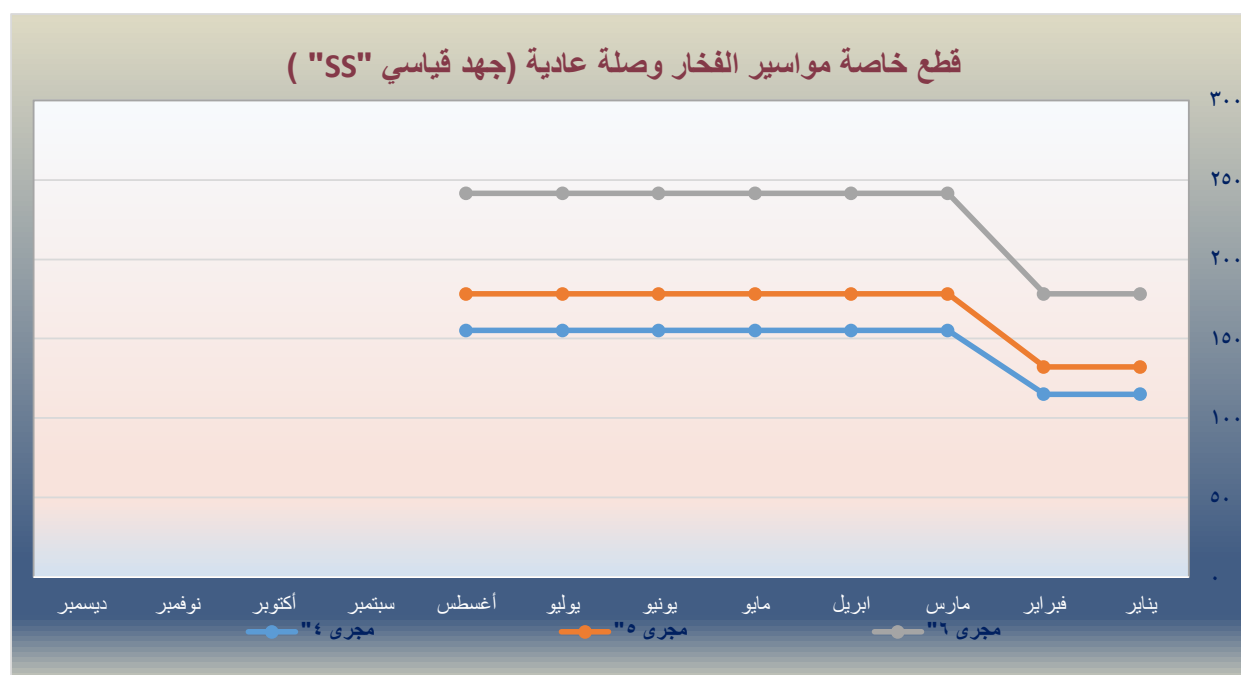 قطع خاصة مواسير الفخار وصلة عادية (جهد قياسي "SS" )
٣٠٠
٢٥٠
٢٠٠
١٥٠
١٠٠
٥٠
٠
يناير فبراير مارس ابريل مايو يونيو يوليو أغسطس سبتمبر أكتوبر نوفمبر ديسمبر
مجرى ٦" مجرى ٥" مجرى ٤"